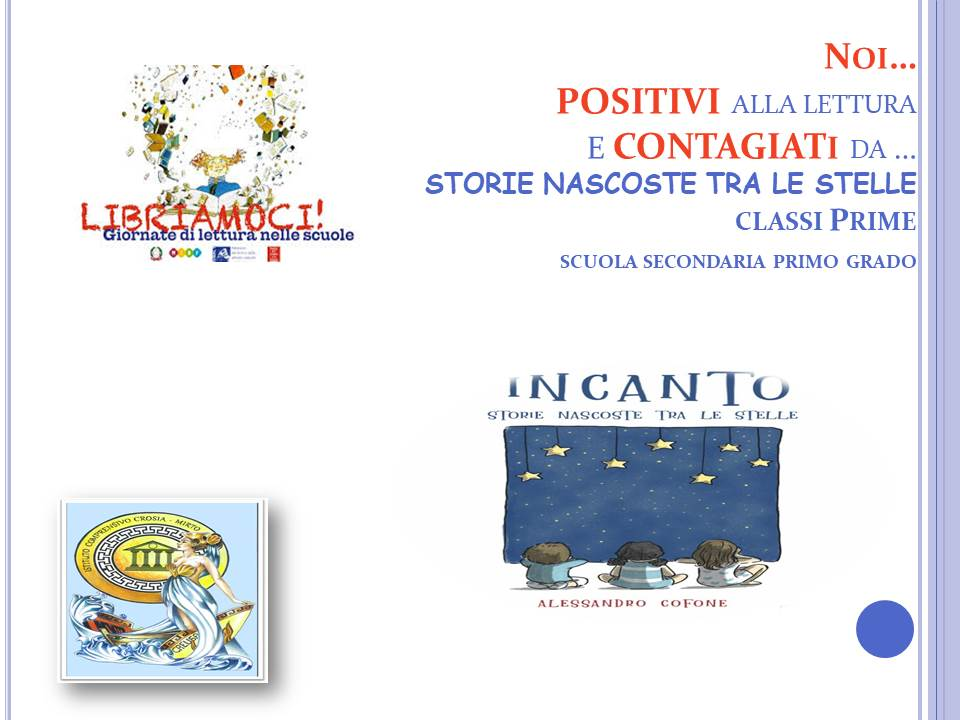 NOI...
POSITIVI ALLA LETTURA
E CONTAGIATI DA ...
STORIE NASCOSTE TRA LE STELLE
CLASSI PRIME
SCUOLA SECONDARIA PRIMO GRADO
LIBRIAMOCI!
Giornate di lettura nelle scuole
INCANTO
STORIE NASCOSTE TRA LE STELLE
ALESSANDRO COFONE
ISTITUTO COMPRENSIVO CROSIA - MIRTO